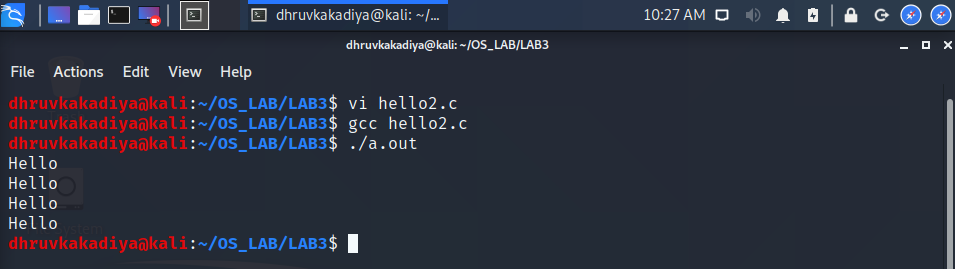 dhruvkakadiya@kali: ~/... 10:27 AM
dhruvkakadiya@kali: ~/OS_LAB/LAB3
File Actions Edit View Help
dhruvkakadiya@kali:~/OS_LAB/LAB3$ vi hello2.c
dhruvkakadiya@kali:~/OS_LAB/LAB3$ gcc hello2.c
dhruvkakadiya@kali:~/OS_LAB/LAB3$ ./a.out
Hello
Hello
Hello
Hello
dhruvkakadiya@kali:~/OS_LAB/LAB3$